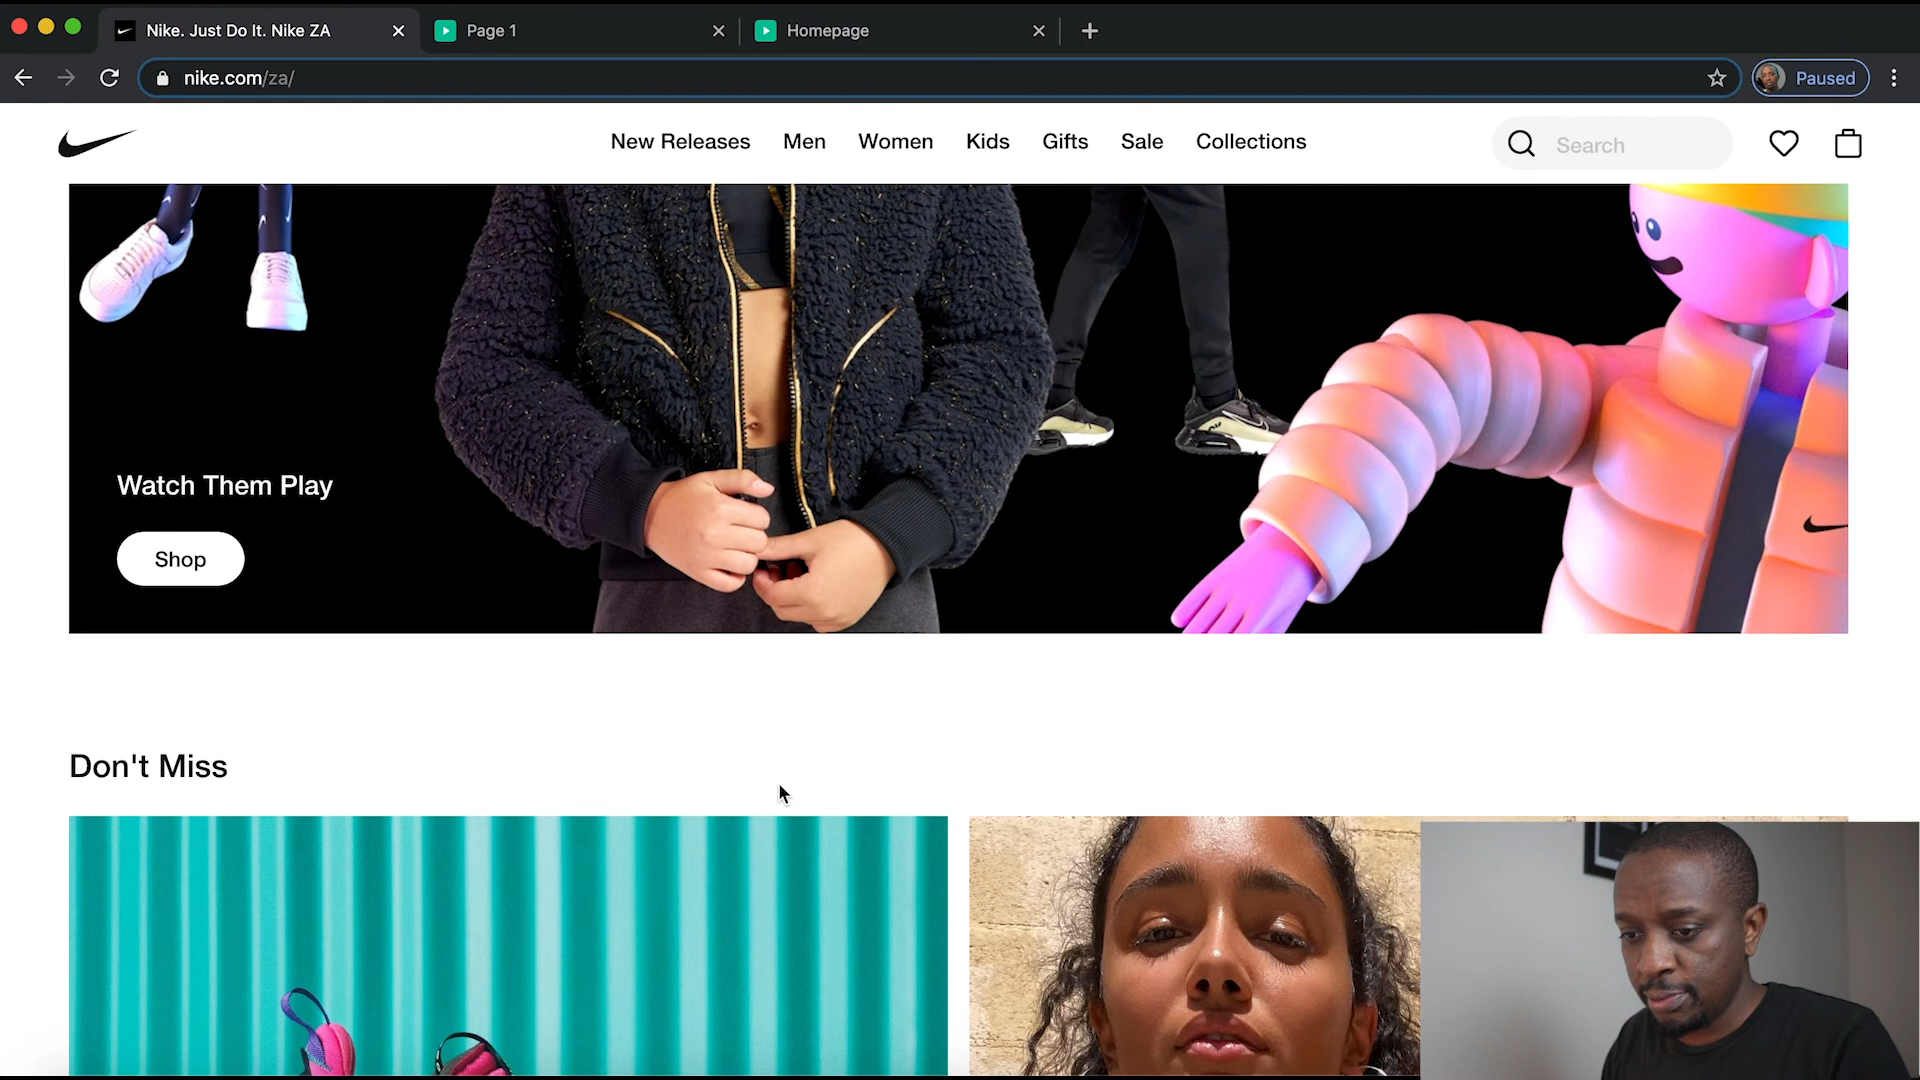 Nike. Just Do It. Nike ZA
Page 1
Homepage
nike.com/za/
Paused
New Releases
Men
Women
Kids
Gifts
Sale
Collections
Search
Watch Them Play
Shop
Don't Miss